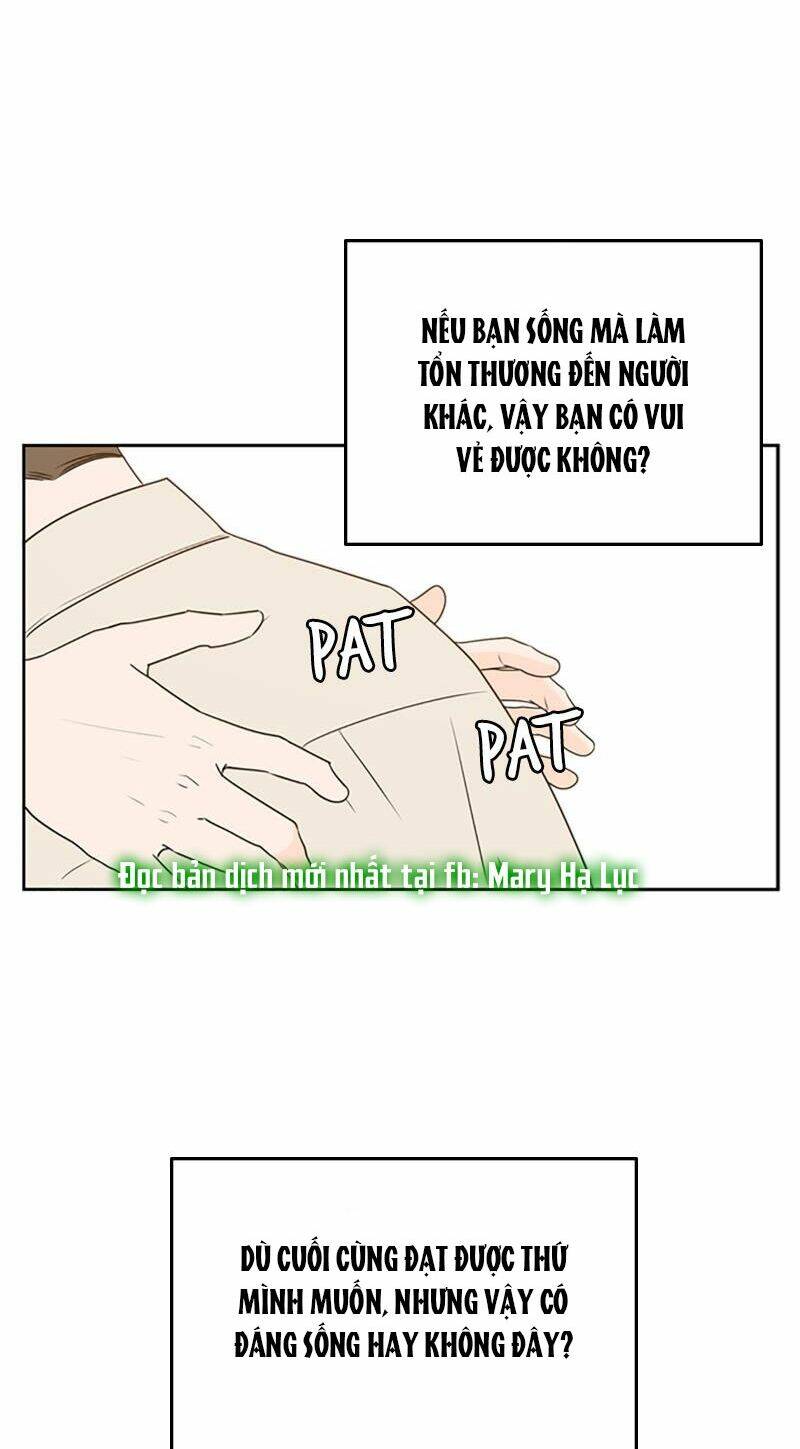 NẾU BẠN SỐNG MÀ LÀM
TỔN THƯƠNG ĐẾN NGƯỜI
KHÁC, VẬY BẠN CÓ VUI
VẺ ĐƯỢC KHÔNG?
PAT
PAT
Đọc bản dịch mới nhất tại fb: Mary Hạ Lục
DÙ CUỐI CÙNG ĐẠT ĐƯỢC THỨ
MÌNH MUỐN, NHƯNG VẬY CÓ
ĐÁNG SỐNG HAY KHÔNG ĐÂY?